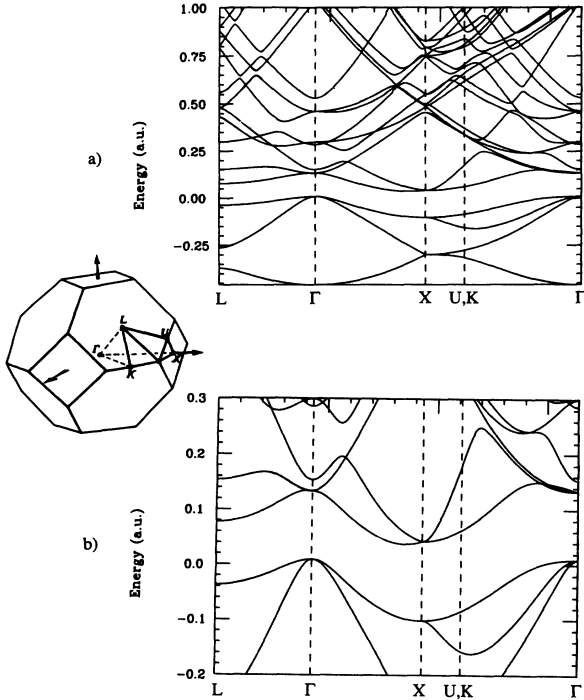 a)
Energy (a.u.)
1.00
0.75
0.50
0.25
0.00
−0.25
L Γ X U,K Γ
L
U
Γ
X
K
b)
Energy (a.u.)
0.3
0.2
0.1
0.0
−0.1
−0.2
L Γ X U,K Γ